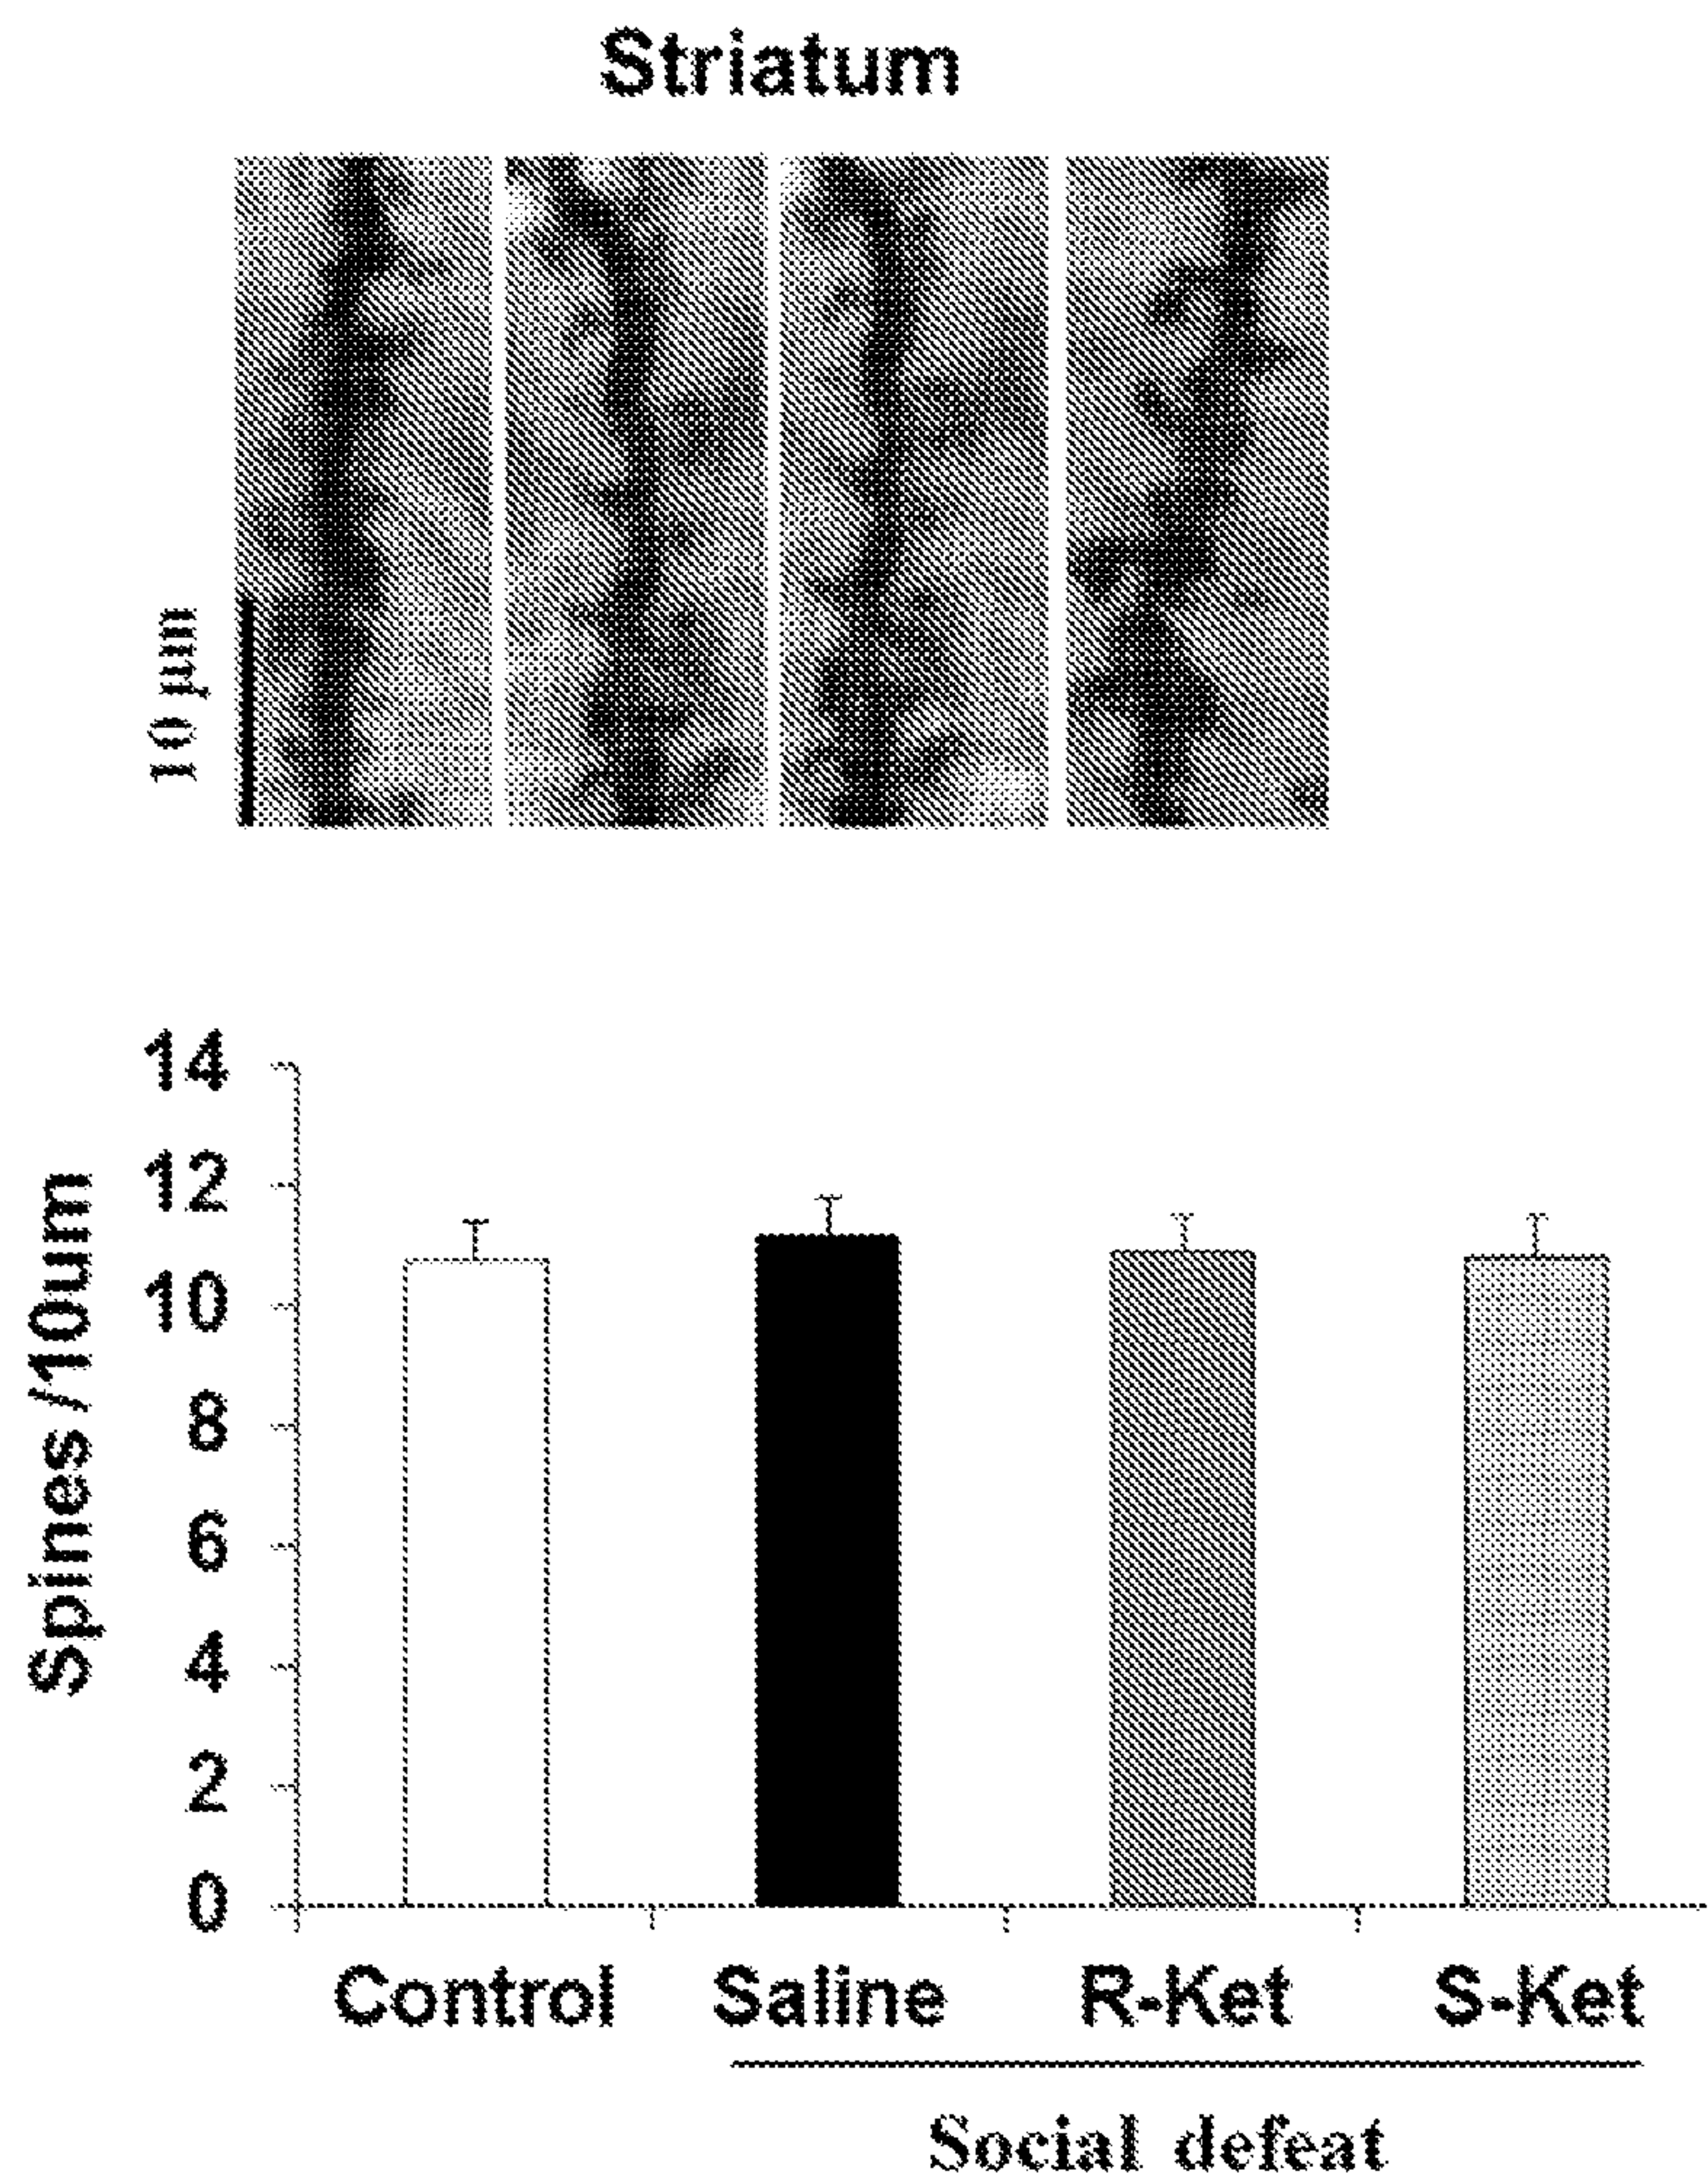 Striatum
10 µm
Spines /10um
14
12
10
8
6
4
2
0
Control Saline R-Ket S-Ket
Social defeat